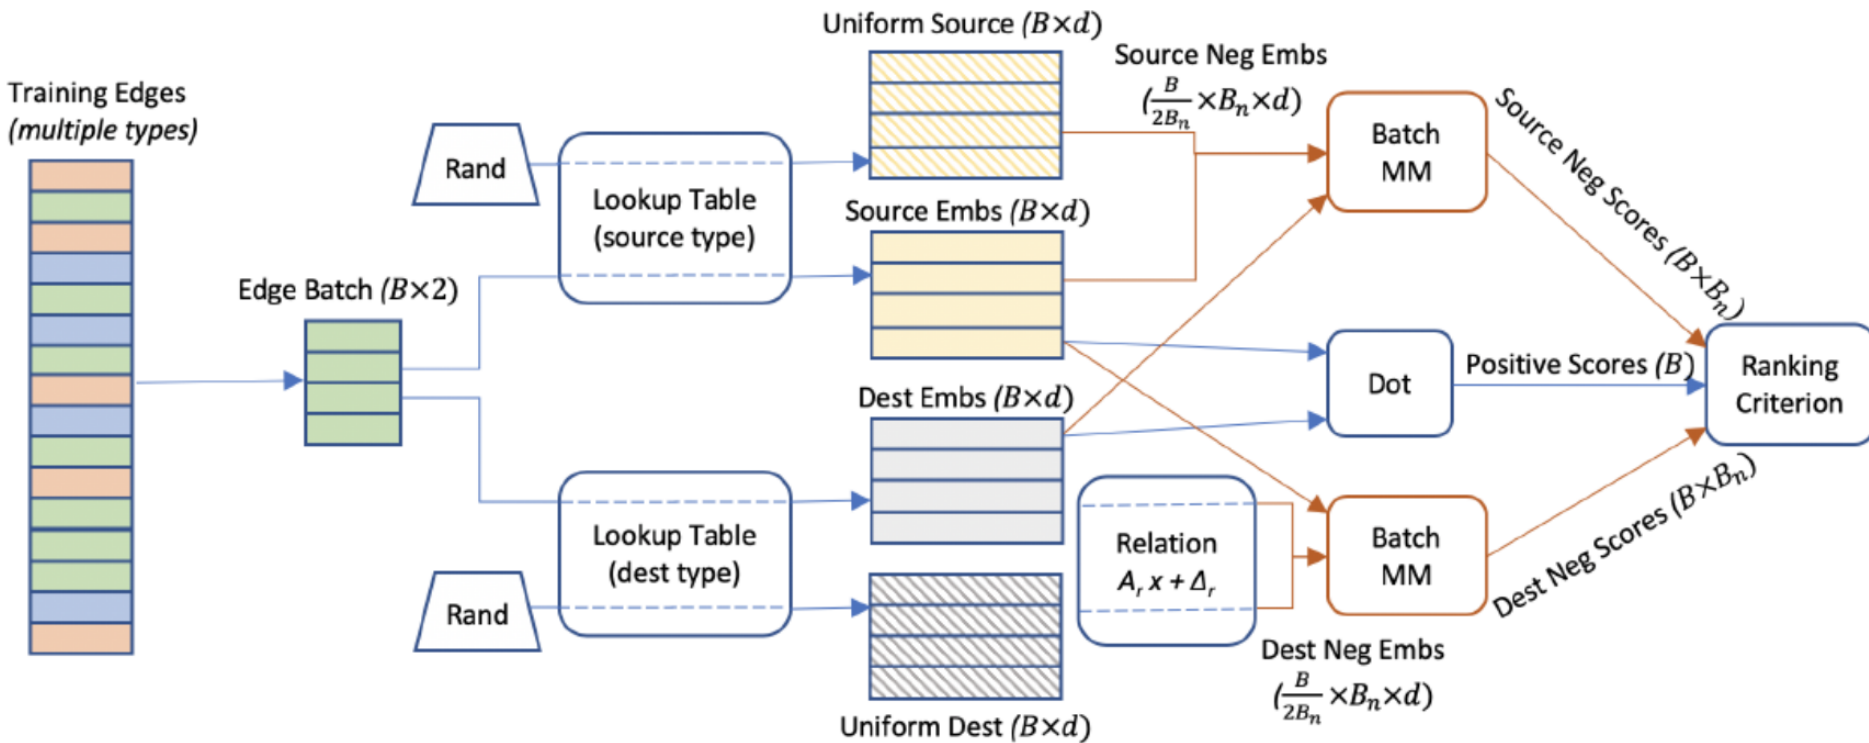 Training Edges
(multiple types)
Edge Batch (B×2)
Rand
Lookup Table
(source type)
Rand
Lookup Table
(dest type)
Uniform Source (B×d)
Source Embs (B×d)
Dest Embs (B×d)
Uniform Dest (B×d)
Source Neg Embs
(B/2Bₙ ×Bₙ×d)
Batch
MM
Dot
Relation
Aᵣ x + Δᵣ
Batch
MM
Dest Neg Embs
(B/2Bₙ ×Bₙ×d)
Source Neg Scores (B×Bₙ)
Positive Scores (B)
Dest Neg Scores (B×Bₙ)
Ranking
Criterion